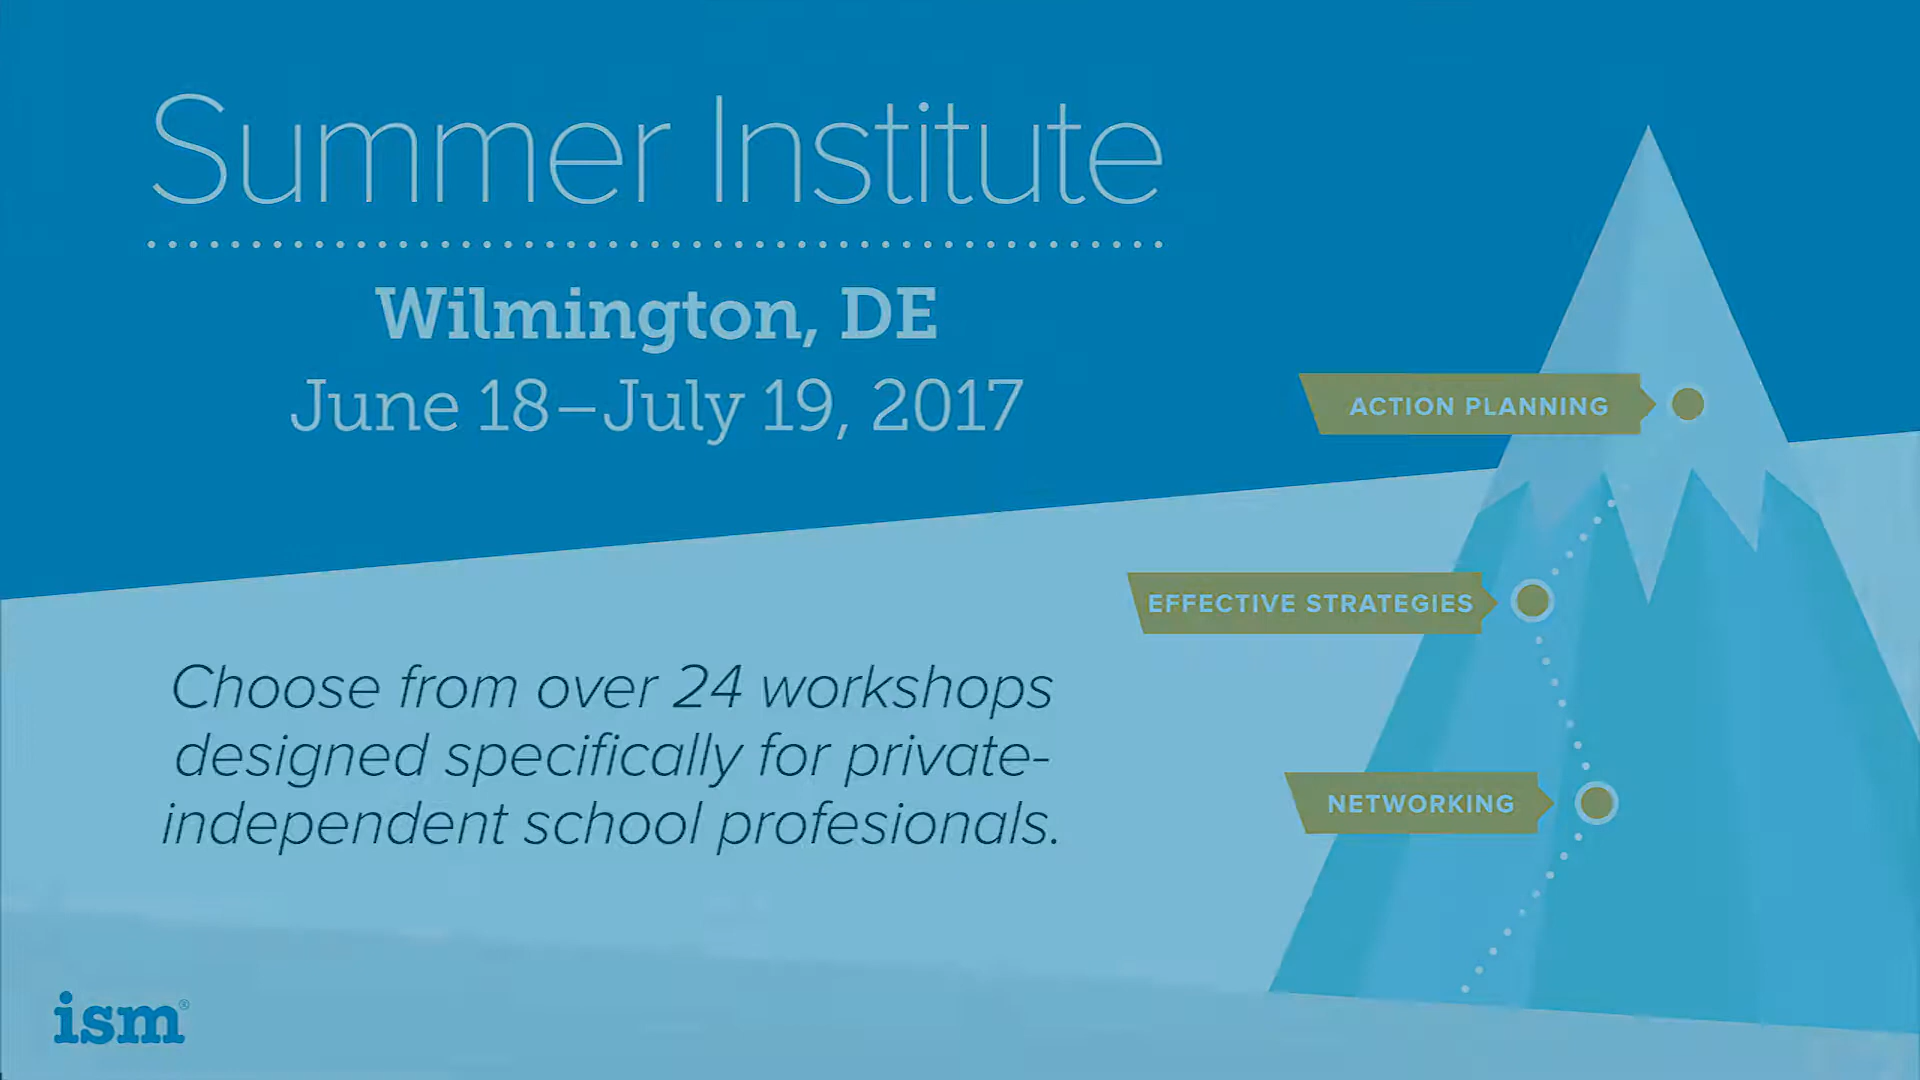 Summer Institute
Wilmington, DE
June 18–July 19, 2017
ACTION PLANNING
EFFECTIVE STRATEGIES
Choose from over 24 workshops
designed specifically for private-
independent school profesionals.
NETWORKING
ism®